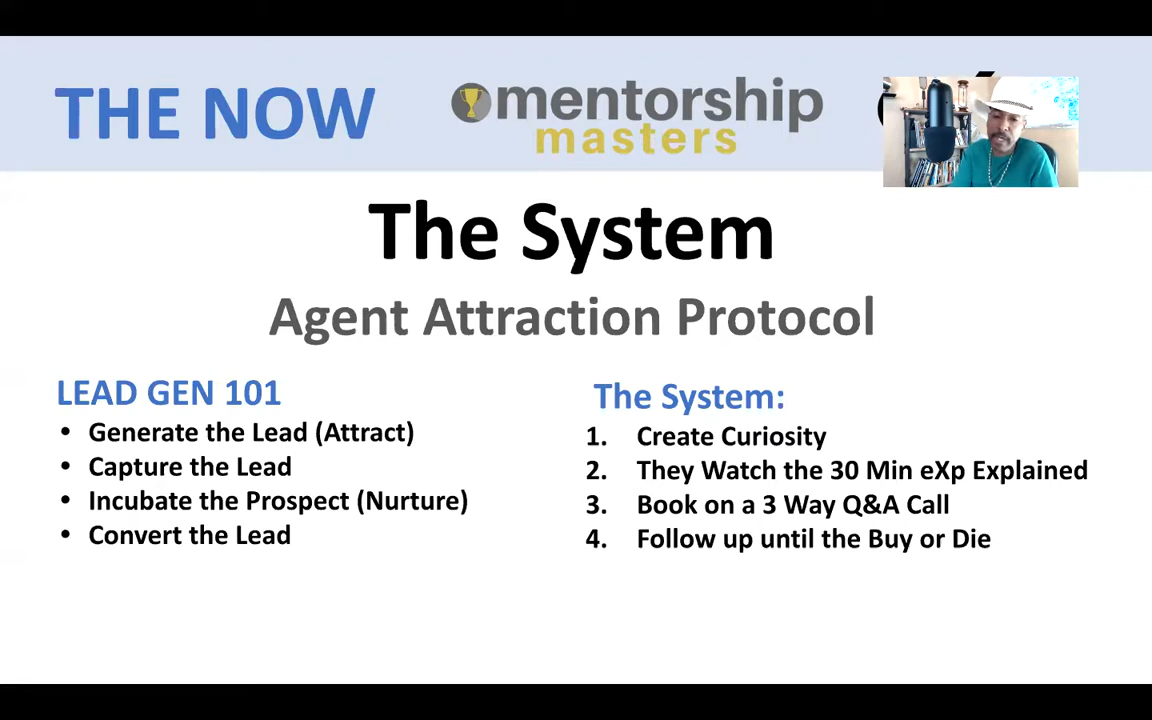 THE NOW
mentorship
masters
The System
Agent Attraction Protocol
LEAD GEN 101
• Generate the Lead (Attract)
• Capture the Lead
• Incubate the Prospect (Nurture)
• Convert the Lead
The System:
1. Create Curiosity
2. They Watch the 30 Min eXp Explained
3. Book on a 3 Way Q&A Call
4. Follow up until the Buy or Die